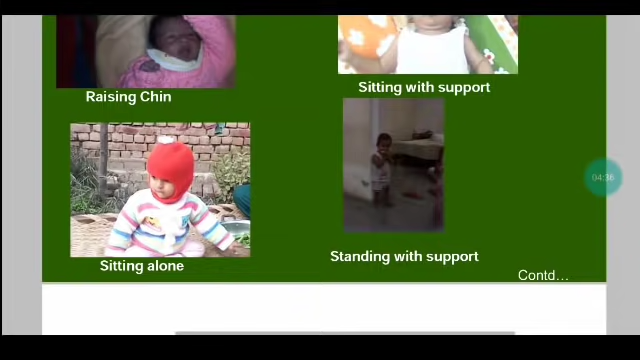 Raising Chin
Sitting with support
Sitting alone
Standing with support
Contd...
04:36